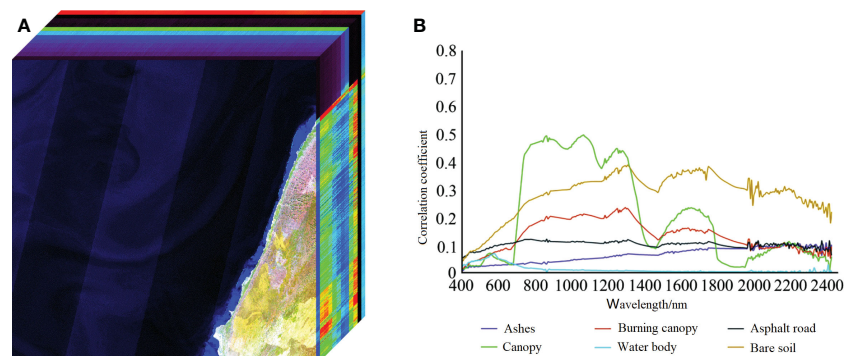 A
B
0.8
0.7
0.6
0.5
0.4
0.3
0.2
0.1
0
Correlation coefficient
400 600 800 1000 1200 1400 1600 1800 2000 2200 2400
Wavelength/nm
Ashes Burning canopy Asphalt road
Canopy Water body Bare soil